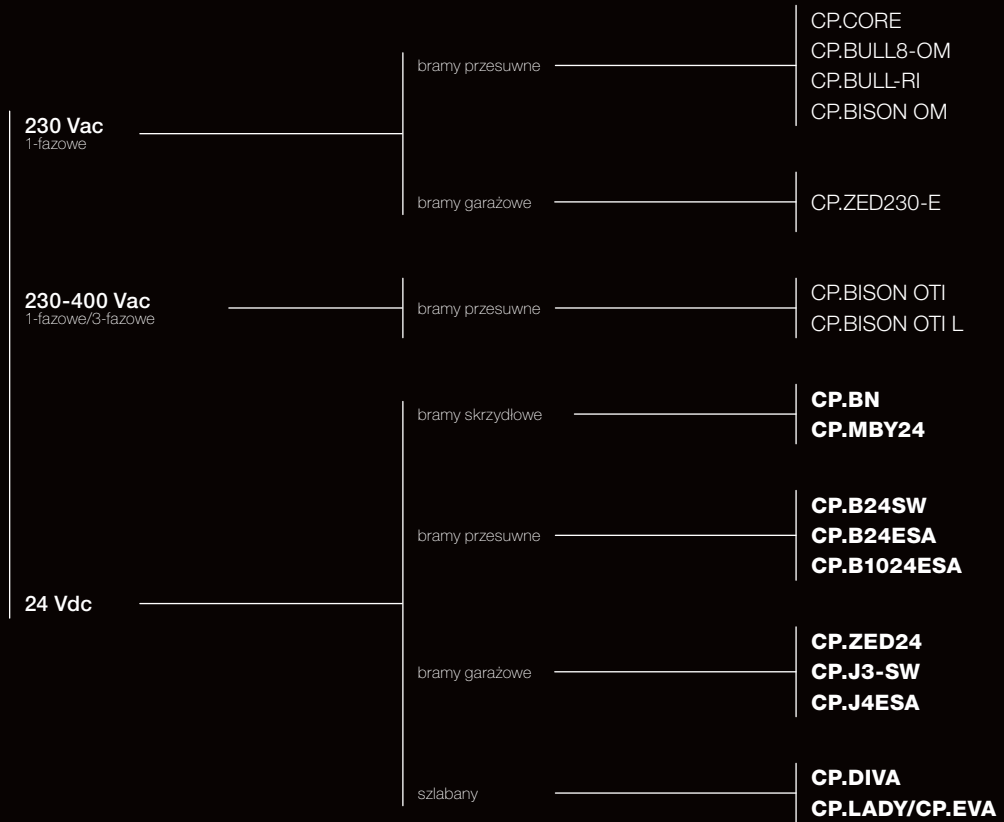 230 Vac
1-fazowe
bramy przesuwne
CP.CORE
CP.BULL8-OM
CP.BULL-RI
CP.BISON OM
bramy garażowe
CP.ZED230-E
230-400 Vac
1-fazowe/3-fazowe
bramy przesuwne
CP.BISON OTI
CP.BISON OTI L
24 Vdc
bramy skrzydłowe
CP.BN
CP.MBY24
bramy przesuwne
CP.B24SW
CP.B24ESA
CP.B1024ESA
bramy garażowe
CP.ZED24
CP.J3-SW
CP.J4ESA
szlabany
CP.DIVA
CP.LADY/CP.EVA